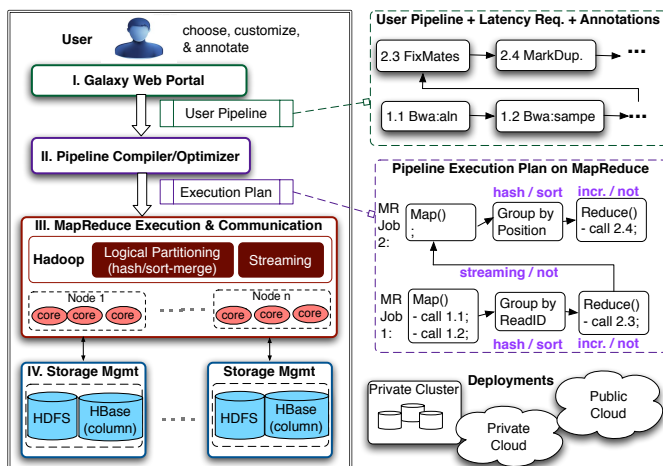 User
choose, customize,
& annotate
I. Galaxy Web Portal
User Pipeline
II. Pipeline Compiler/Optimizer
Execution Plan
III. MapReduce Execution & Communication
Hadoop
Logical Partitioning
(hash/sort-merge)
Streaming
Node 1
core core core
......
Node n
core core core
IV. Storage Mgmt
HDFS
HBase
(column)
Storage Mgmt
HDFS
HBase
(column)
User Pipeline + Latency Req. + Annotations
2.3 FixMates
2.4 MarkDup.
...
1.1 Bwa:aln
1.2 Bwa:sampe
...
Pipeline Execution Plan on MapReduce
hash / sort
incr. / not
MR
Job
2:
Map()
;
Group by
Position
Reduce()
- call 2.4;
streaming / not
MR
Job
1:
Map()
- call 1.1;
- call 1.2;
Group by
ReadID
Reduce()
- call 2.3;
hash / sort
incr. / not
Deployments
Private Cluster
Private
Cloud
Public
Cloud